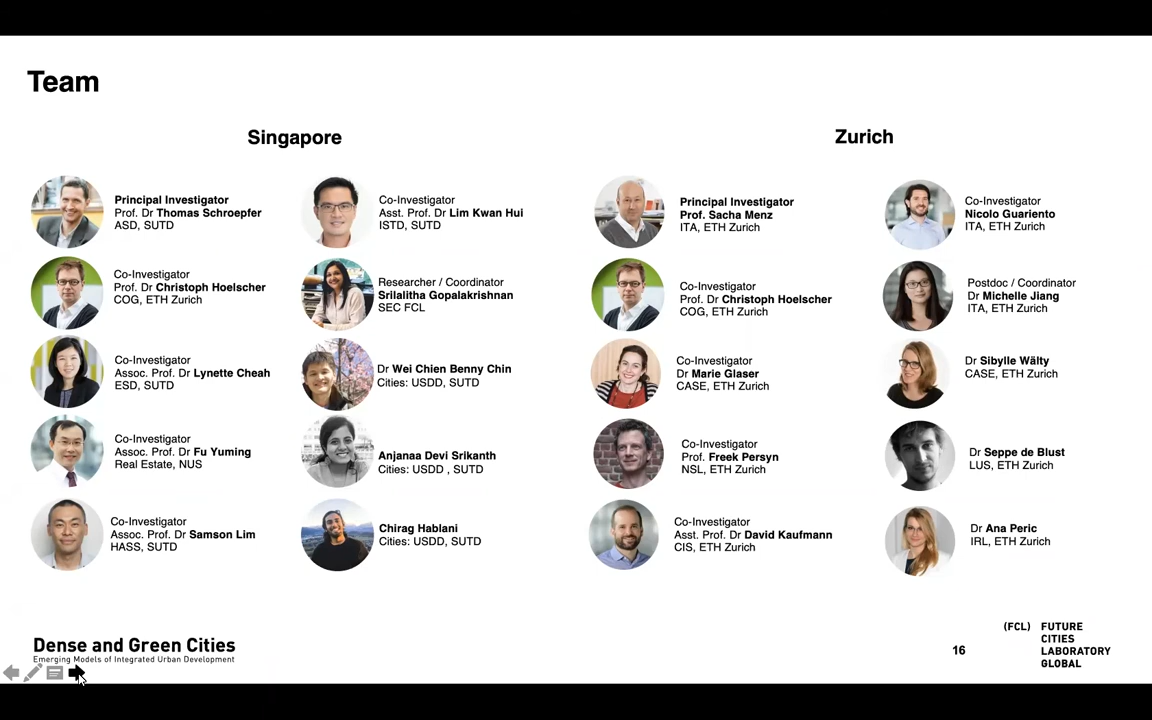 Team
Singapore
Principal Investigator
Prof. Dr Thomas Schroepfer
ASD, SUTD
Co-Investigator
Prof. Dr Christoph Hoelscher
COG, ETH Zurich
Co-Investigator
Assoc. Prof. Dr Lynette Cheah
ESD, SUTD
Co-Investigator
Assoc. Prof. Dr Fu Yuming
Real Estate, NUS
Co-Investigator
Assoc. Prof. Dr Samson Lim
HASS, SUTD
Co-Investigator
Asst. Prof. Dr Lim Kwan Hui
ISTD, SUTD
Researcher / Coordinator
Srilalitha Gopalakrishnan
SEC FCL
Dr Wei Chien Benny Chin
Cities: USDD, SUTD
Anjanaa Devi Srikanth
Cities: USDD , SUTD
Chirag Hablani
Cities: USDD, SUTD
Zurich
Principal Investigator
Prof. Sacha Menz
ITA, ETH Zurich
Co-Investigator
Prof. Dr Christoph Hoelscher
COG, ETH Zurich
Co-Investigator
Dr Marie Glaser
CASE, ETH Zurich
Co-Investigator
Prof. Freek Persyn
NSL, ETH Zurich
Co-Investigator
Asst. Prof. Dr David Kaufmann
CIS, ETH Zurich
Co-Investigator
Nicolo Guariento
ITA, ETH Zurich
Postdoc / Coordinator
Dr Michelle Jiang
ITA, ETH Zurich
Dr Sibylle Wälty
CASE, ETH Zurich
Dr Seppe de Blust
LUS, ETH Zurich
Dr Ana Peric
IRL, ETH Zurich
Dense and Green Cities
Emerging Models of Integrated Urban Development
16
(FCL) FUTURE
CITIES
LABORATORY
GLOBAL